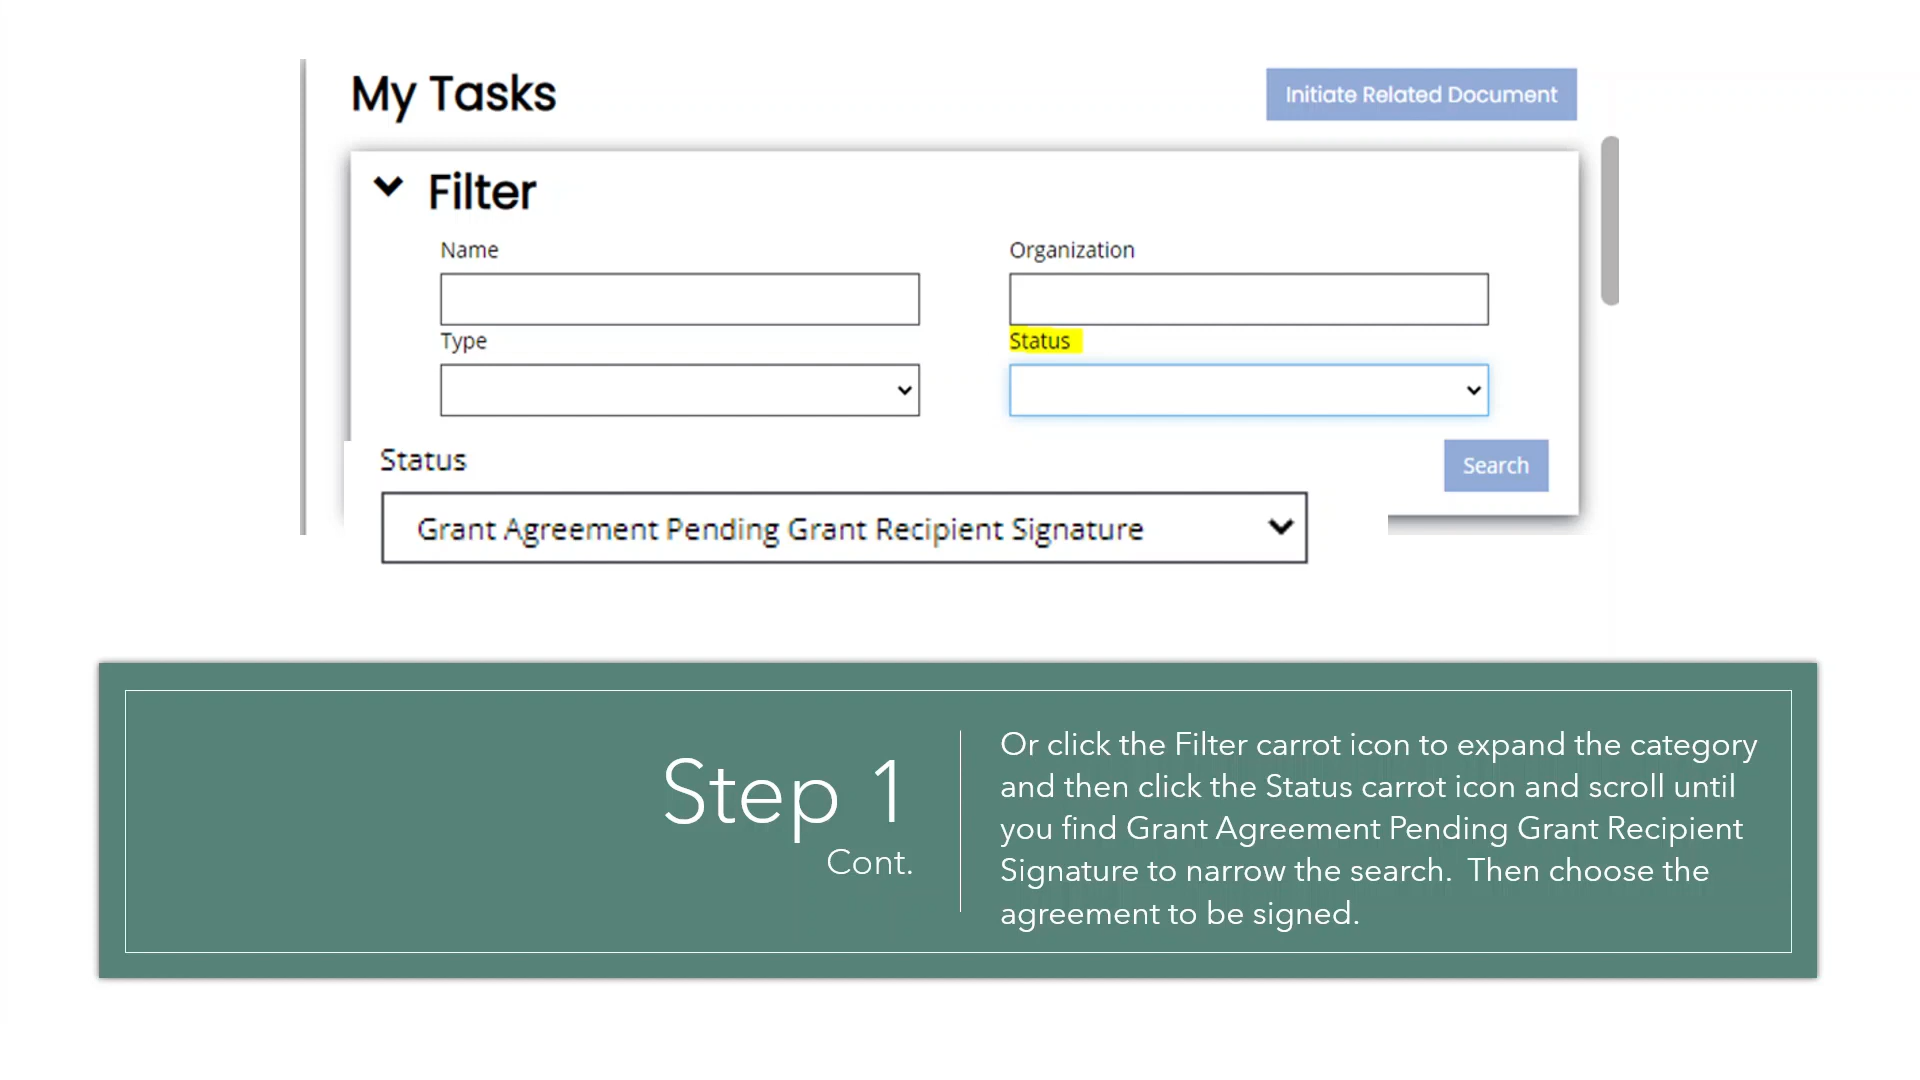 My Tasks
Initiate Related Document
Filter
Name
Organization
Type
Status
Status
Search
Grant Agreement Pending Grant Recipient Signature
Step 1
Cont.
Or click the Filter carrot icon to expand the category
and then click the Status carrot icon and scroll until
you find Grant Agreement Pending Grant Recipient
Signature to narrow the search.  Then choose the
agreement to be signed.